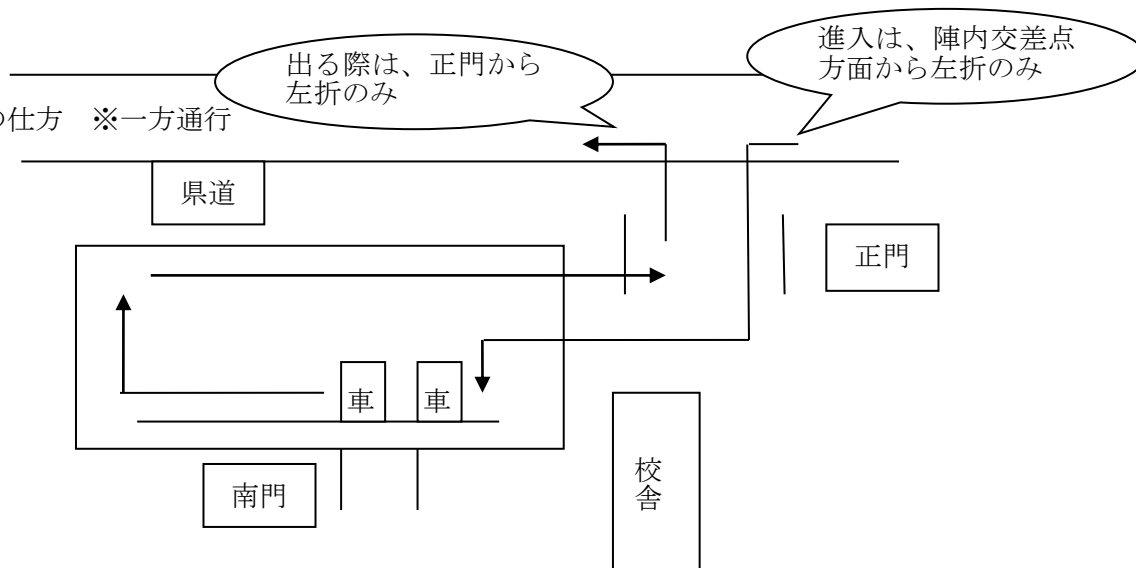 出る際は、正門から
左折のみ
進入は、陣内交差点
方面から左折のみ
の仕方　※一方通行
県道
正門
車
車
南門
校舎